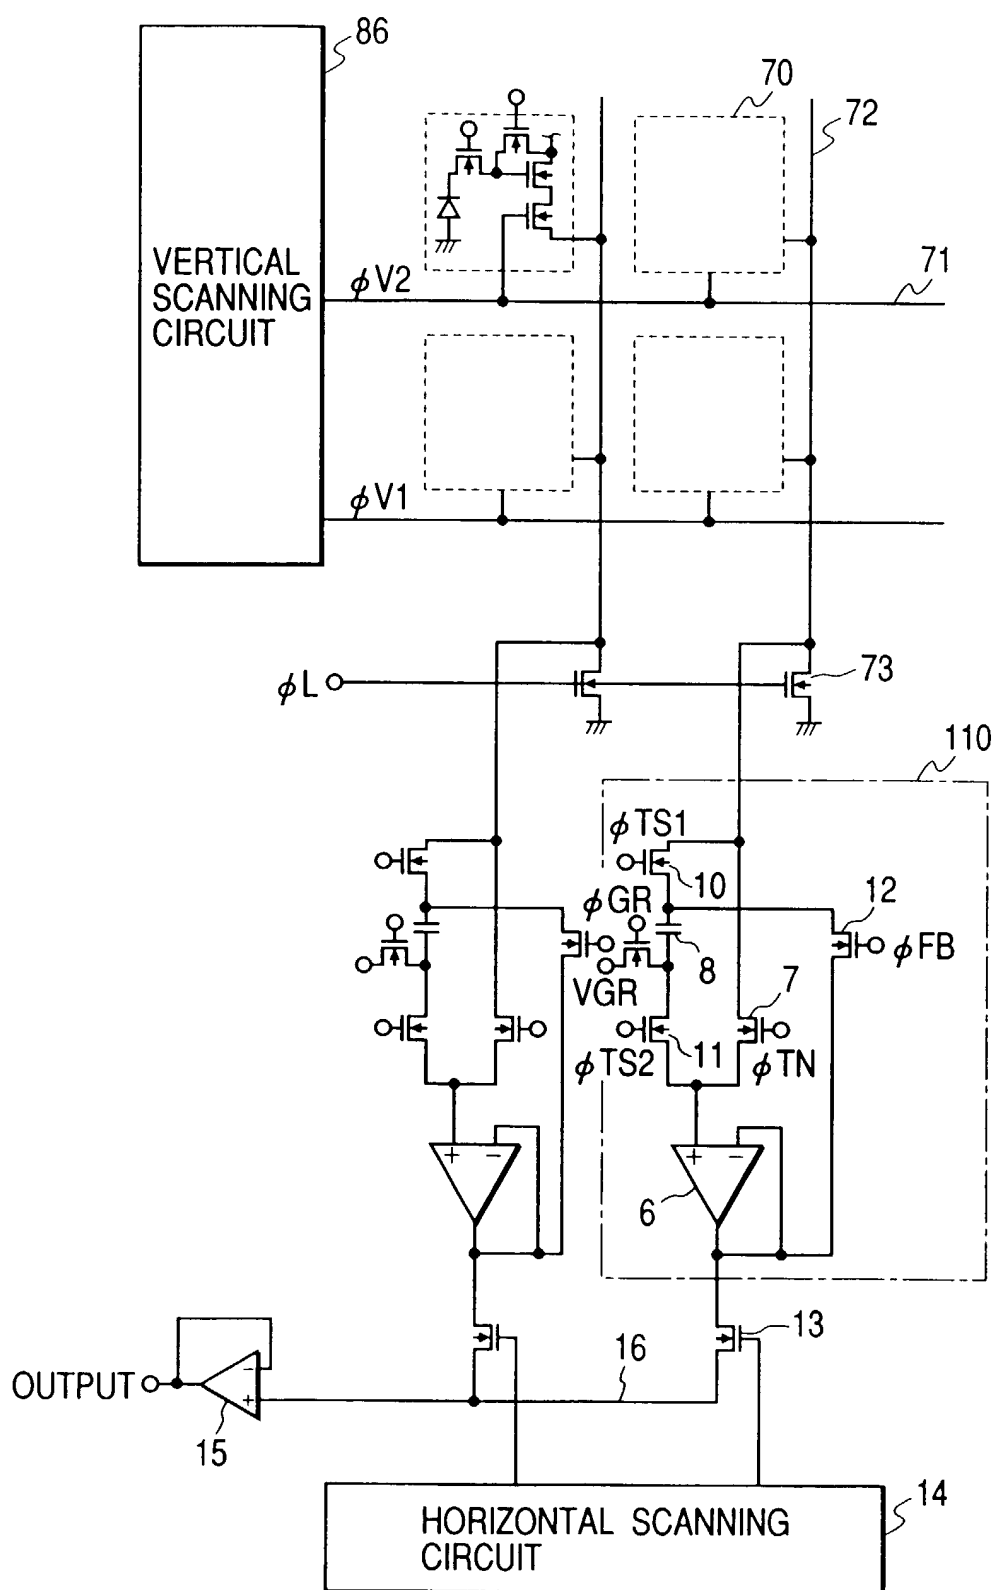 86
70
72
VERTICAL
SCANNING
CIRCUIT
ϕV2
71
ϕV1
ϕL
73
110
ϕTS1
10
12
ϕGR
8
ϕFB
VGR
7
11
ϕTS2
ϕTN
+ −
+ −
6
13
16
OUTPUT
−
+
15
14
HORIZONTAL SCANNING
CIRCUIT